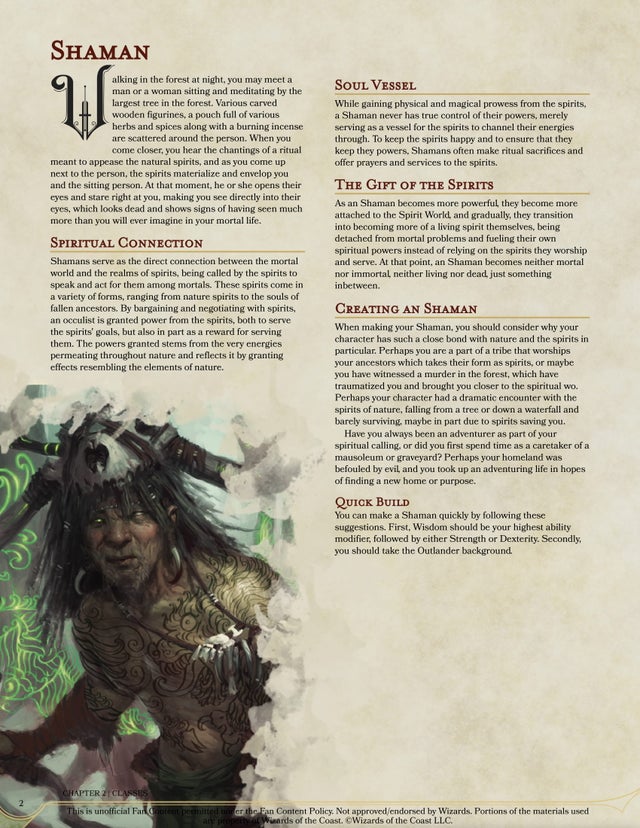 SHAMAN
Walking in the forest at night, you may meet a
man or a woman sitting and meditating by the
largest tree in the forest. Various carved
wooden figurines, a pouch full of various
herbs and spices along with a burning incense
are scattered around the person. When you
come closer, you hear the chantings of a ritual
meant to appease the natural spirits, and as you come up
next to the person, the spirits materialize and envelop you
and the sitting person. At that moment, he or she opens their
eyes and stare right at you, making you see directly into their
eyes, which looks dead and shows signs of having seen much
more than you will ever imagine in your mortal life.
SPIRITUAL CONNECTION
Shamans serve as the direct connection between the mortal
world and the realms of spirits, being called by the spirits to
speak and act for them among mortals. These spirits come in
a variety of forms, ranging from nature spirits to the souls of
fallen ancestors. By bargaining and negotiating with spirits,
an occulist is granted power from the spirits, both to serve
the spirits' goals, but also in part as a reward for serving
them. The powers granted stems from the very energies
permeating throughout nature and reflects it by granting
effects resembling the elements of nature.
SOUL VESSEL
While gaining physical and magical prowess from the spirits,
a Shaman never has true control of their powers, merely
serving as a vessel for the spirits to channel their energies
through. To keep the spirits happy and to ensure that they
keep they powers, Shamans often make ritual sacrifices and
offer prayers and services to the spirits.
THE GIFT OF THE SPIRITS
As an Shaman becomes more powerful, they become more
attached to the Spirit World, and gradually, they transition
into becoming more of a living spirit themselves, being
detached from mortal problems and fueling their own
spiritual powers instead of relying on the spirits they worship
and serve. At that point, an Shaman becomes neither mortal
nor immortal, neither living nor dead, just something
inbetween.
CREATING AN SHAMAN
When making your Shaman, you should consider why your
character has such a close bond with nature and the spirits in
particular. Perhaps you are a part of a tribe that worships
your ancestors which takes their form as spirits, or maybe
you have witnessed a murder in the forest, which have
traumatized you and brought you closer to the spiritual wo.
Perhaps your character had a dramatic encounter with the
spirits of nature, falling from a tree or down a waterfall and
barely surviving, maybe in part due to spirits saving you.
Have you always been an adventurer as part of your
spiritual calling, or did you first spend time as a caretaker of a
mausoleum or graveyard? Perhaps your homeland was
befouled by evil, and you took up an adventuring life in hopes
of finding a new home or purpose.
QUICK BUILD
You can make a Shaman quickly by following these
suggestions. First, Wisdom should be your highest ability
modifier, followed by either Strength or Dexterity. Secondly,
you should take the Outlander background.
CHAPTER 2 | CLASSES
2
This is unofficial Fan Content permitted under the Fan Content Policy. Not approved/endorsed by Wizards. Portions of the materials used
are property of Wizards of the Coast. ©Wizards of the Coast LLC.